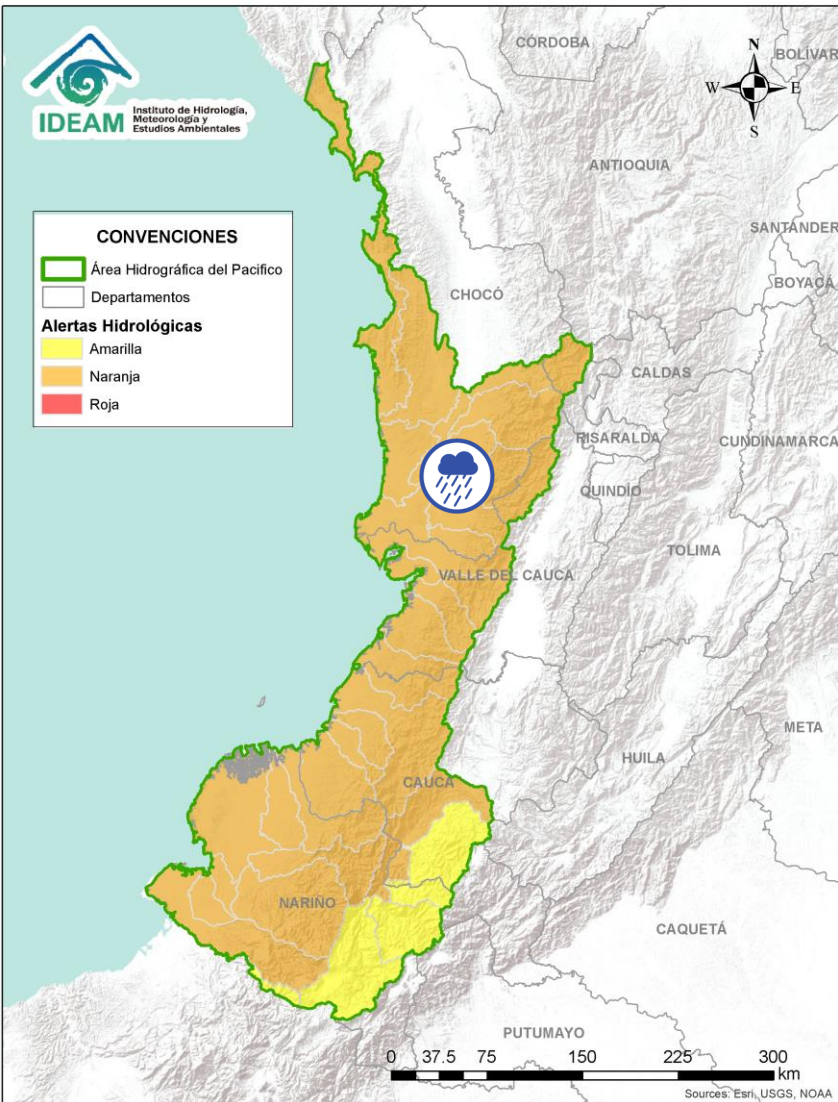 IDEAM
Instituto de Hidrología,
Meteorología y
Estudios Ambientales
CÓRDOBA
BOLIVAR
N
W
E
S
ANTIOQUIA
SANTANDER
BOYACÁ
CONVENCIONES
Área Hidrográfica del Pacifico
Departamentos
Alertas Hidrológicas
Amarilla
Naranja
Roja
CHOCÓ
CALDAS
RISARALDA
CUNDINAMARCA
QUINDÍO
TOLIMA
VALLE DEL CAUCA
META
HUILA
CAUCA
NARIÑO
CAQUETÁ
PUTUMAYO
0 37.5 75 150 225 300
km
Sources: Esri, USGS, NOAA